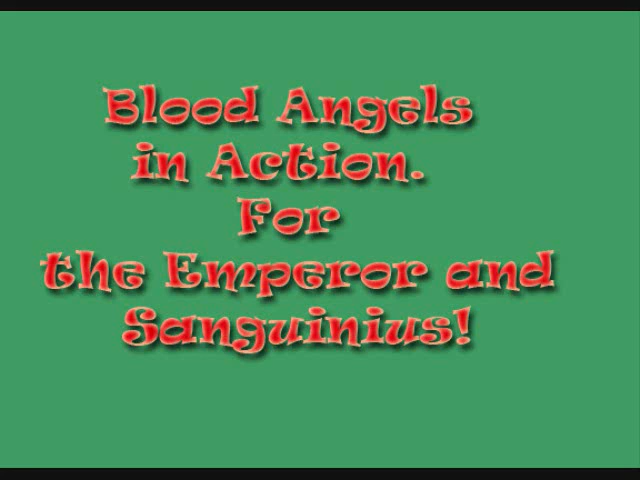 Blood Angels
in Action.
For
the Emperor and
Sanguinius!